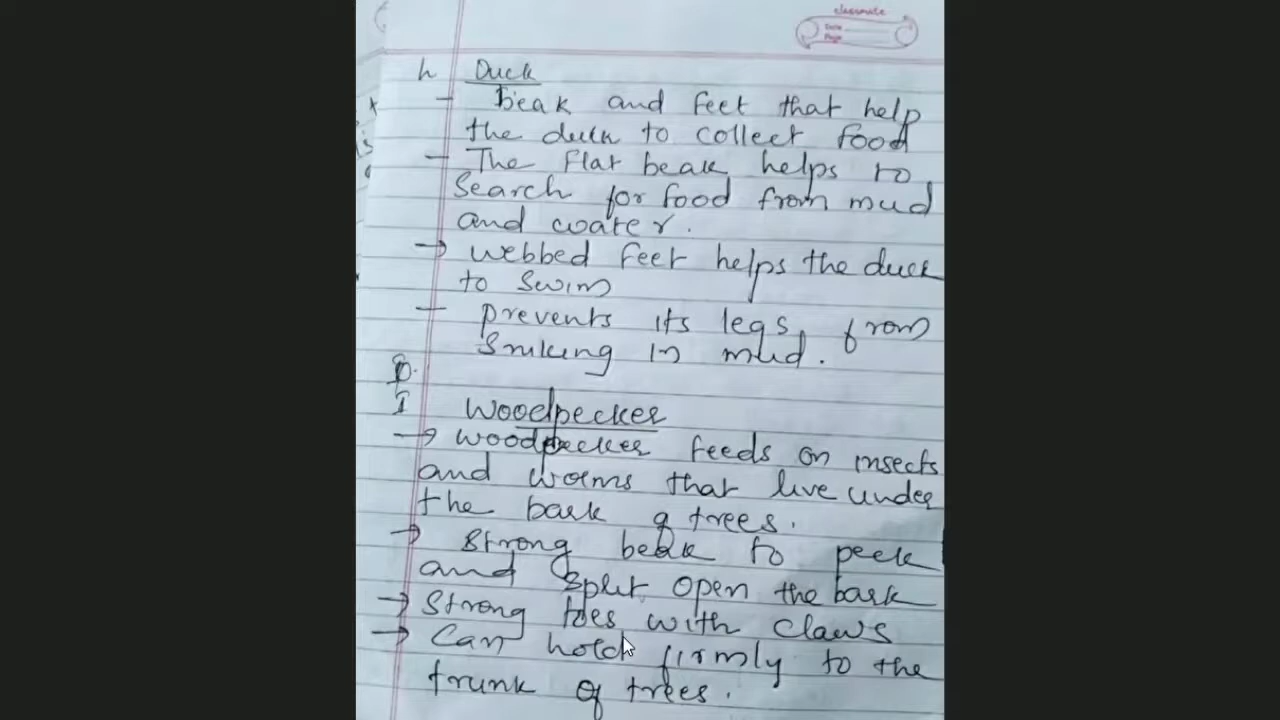 classmate
Date
Page
h Duck
- beak and feet that help
the duck to collect food
- The flat beak helps to
search for food from mud
and water.
→ webbed feet helps the duck
to swim
- prevents its legs from
sinking in mud.
I Woodpecker
→ woodpecker feeds on insects
and worms that live under
the bark of trees.
→ Strong beak to peck
and split open the bark
→ Strong toes with claws
→ Can hold firmly to the
trunk of trees.